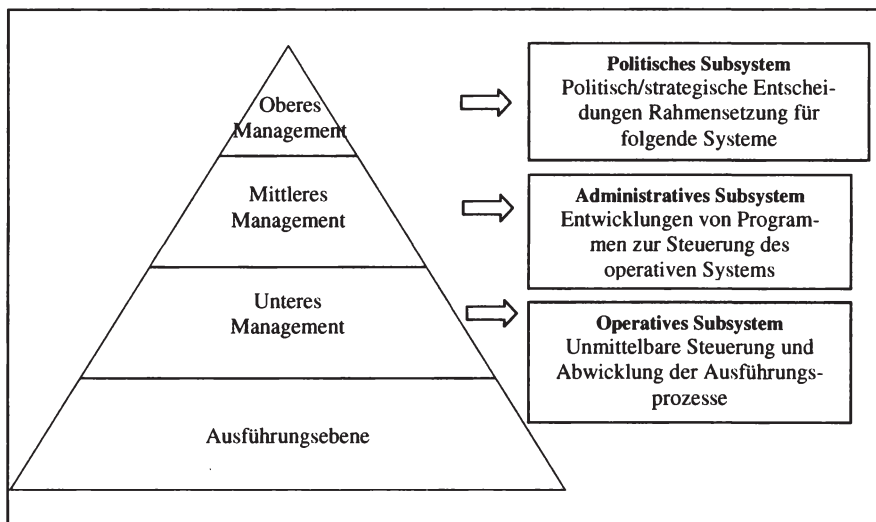 Oberes
Management
Mittleres
Management
Unteres
Management
Ausführungsebene
Politisches Subsystem
Politisch/strategische Entschei-
dungen Rahmensetzung für
folgende Systeme
Administratives Subsystem
Entwicklungen von Program-
men zur Steuerung des
operativen Systems
Operatives Subsystem
Unmittelbare Steuerung und
Abwicklung der Ausführungs-
prozesse